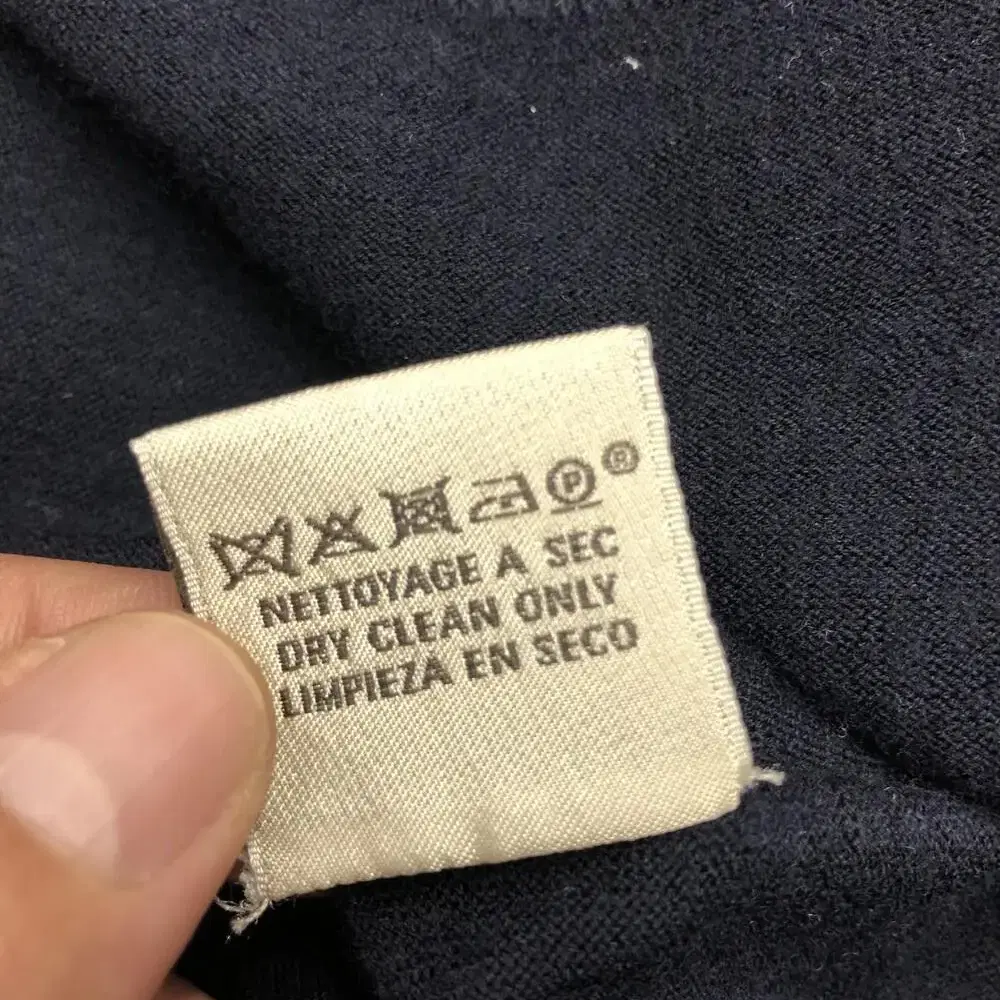 Ⓟ ®
NETTOYAGE A SEC
DRY CLEAN ONLY
LIMPIEZA EN SECO